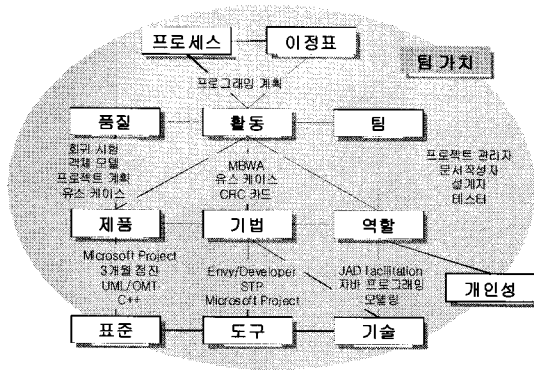 프로세스
이정표
팀 가치
프로그래밍 계획
품질
활동
팀
회귀 시험
객체 모델
프로젝트 계획
유스 케이스
MBWA
유스 케이스
CRC 카드
프로젝트 관리자
문서작성자
설계자
테스터
제품
기법
역할
Microsoft Project
3개월 정진
UML/OMT
C++
Envy/Developer
STP
Microsoft Project
JAD facilitation
자바 프로그래밍
모델링
개인성
표준
도구
기술